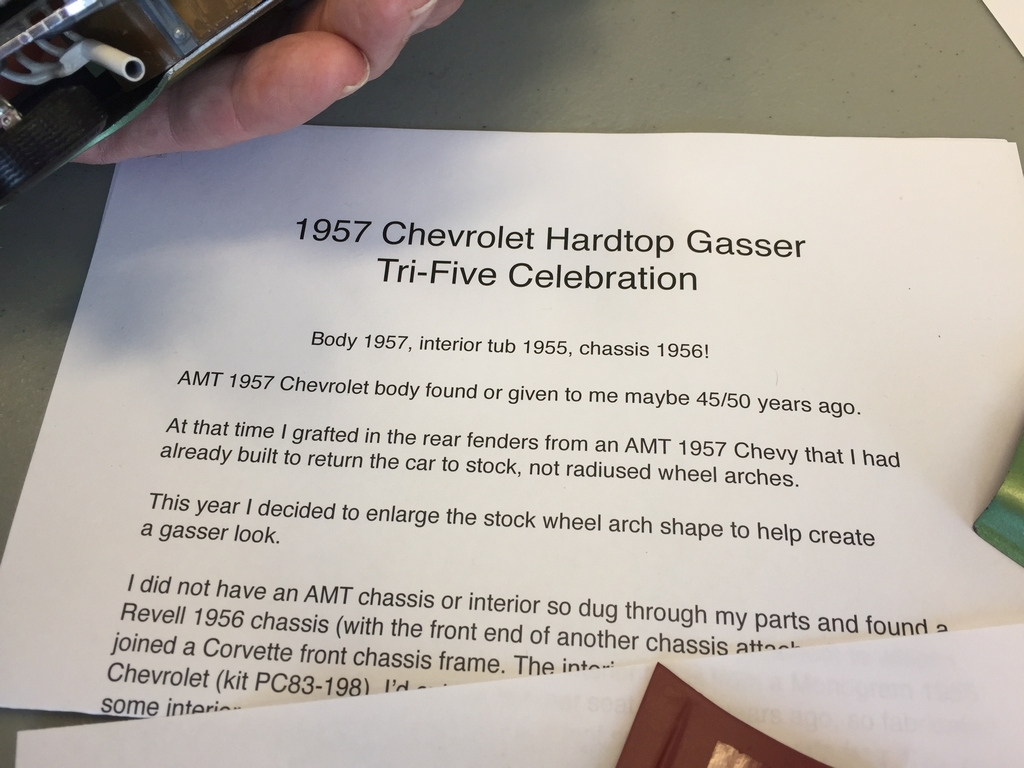 1957 Chevrolet Hardtop Gasser
Tri-Five Celebration
Body 1957, interior tub 1955, chassis 1956!
AMT 1957 Chevrolet body found or given to me maybe 45/50 years ago.
At that time I grafted in the rear fenders from an AMT 1957 Chevy that I had
already built to return the car to stock, not radiused wheel arches.
This year I decided to enlarge the stock wheel arch shape to help create
a gasser look.
I did not have an AMT chassis or interior so dug through my parts and found a
Revell 1956 chassis (with the front end of another chassis
joined a Corvette front chassis frame. The
Chevrolet (kit PC83-198) I'd
some